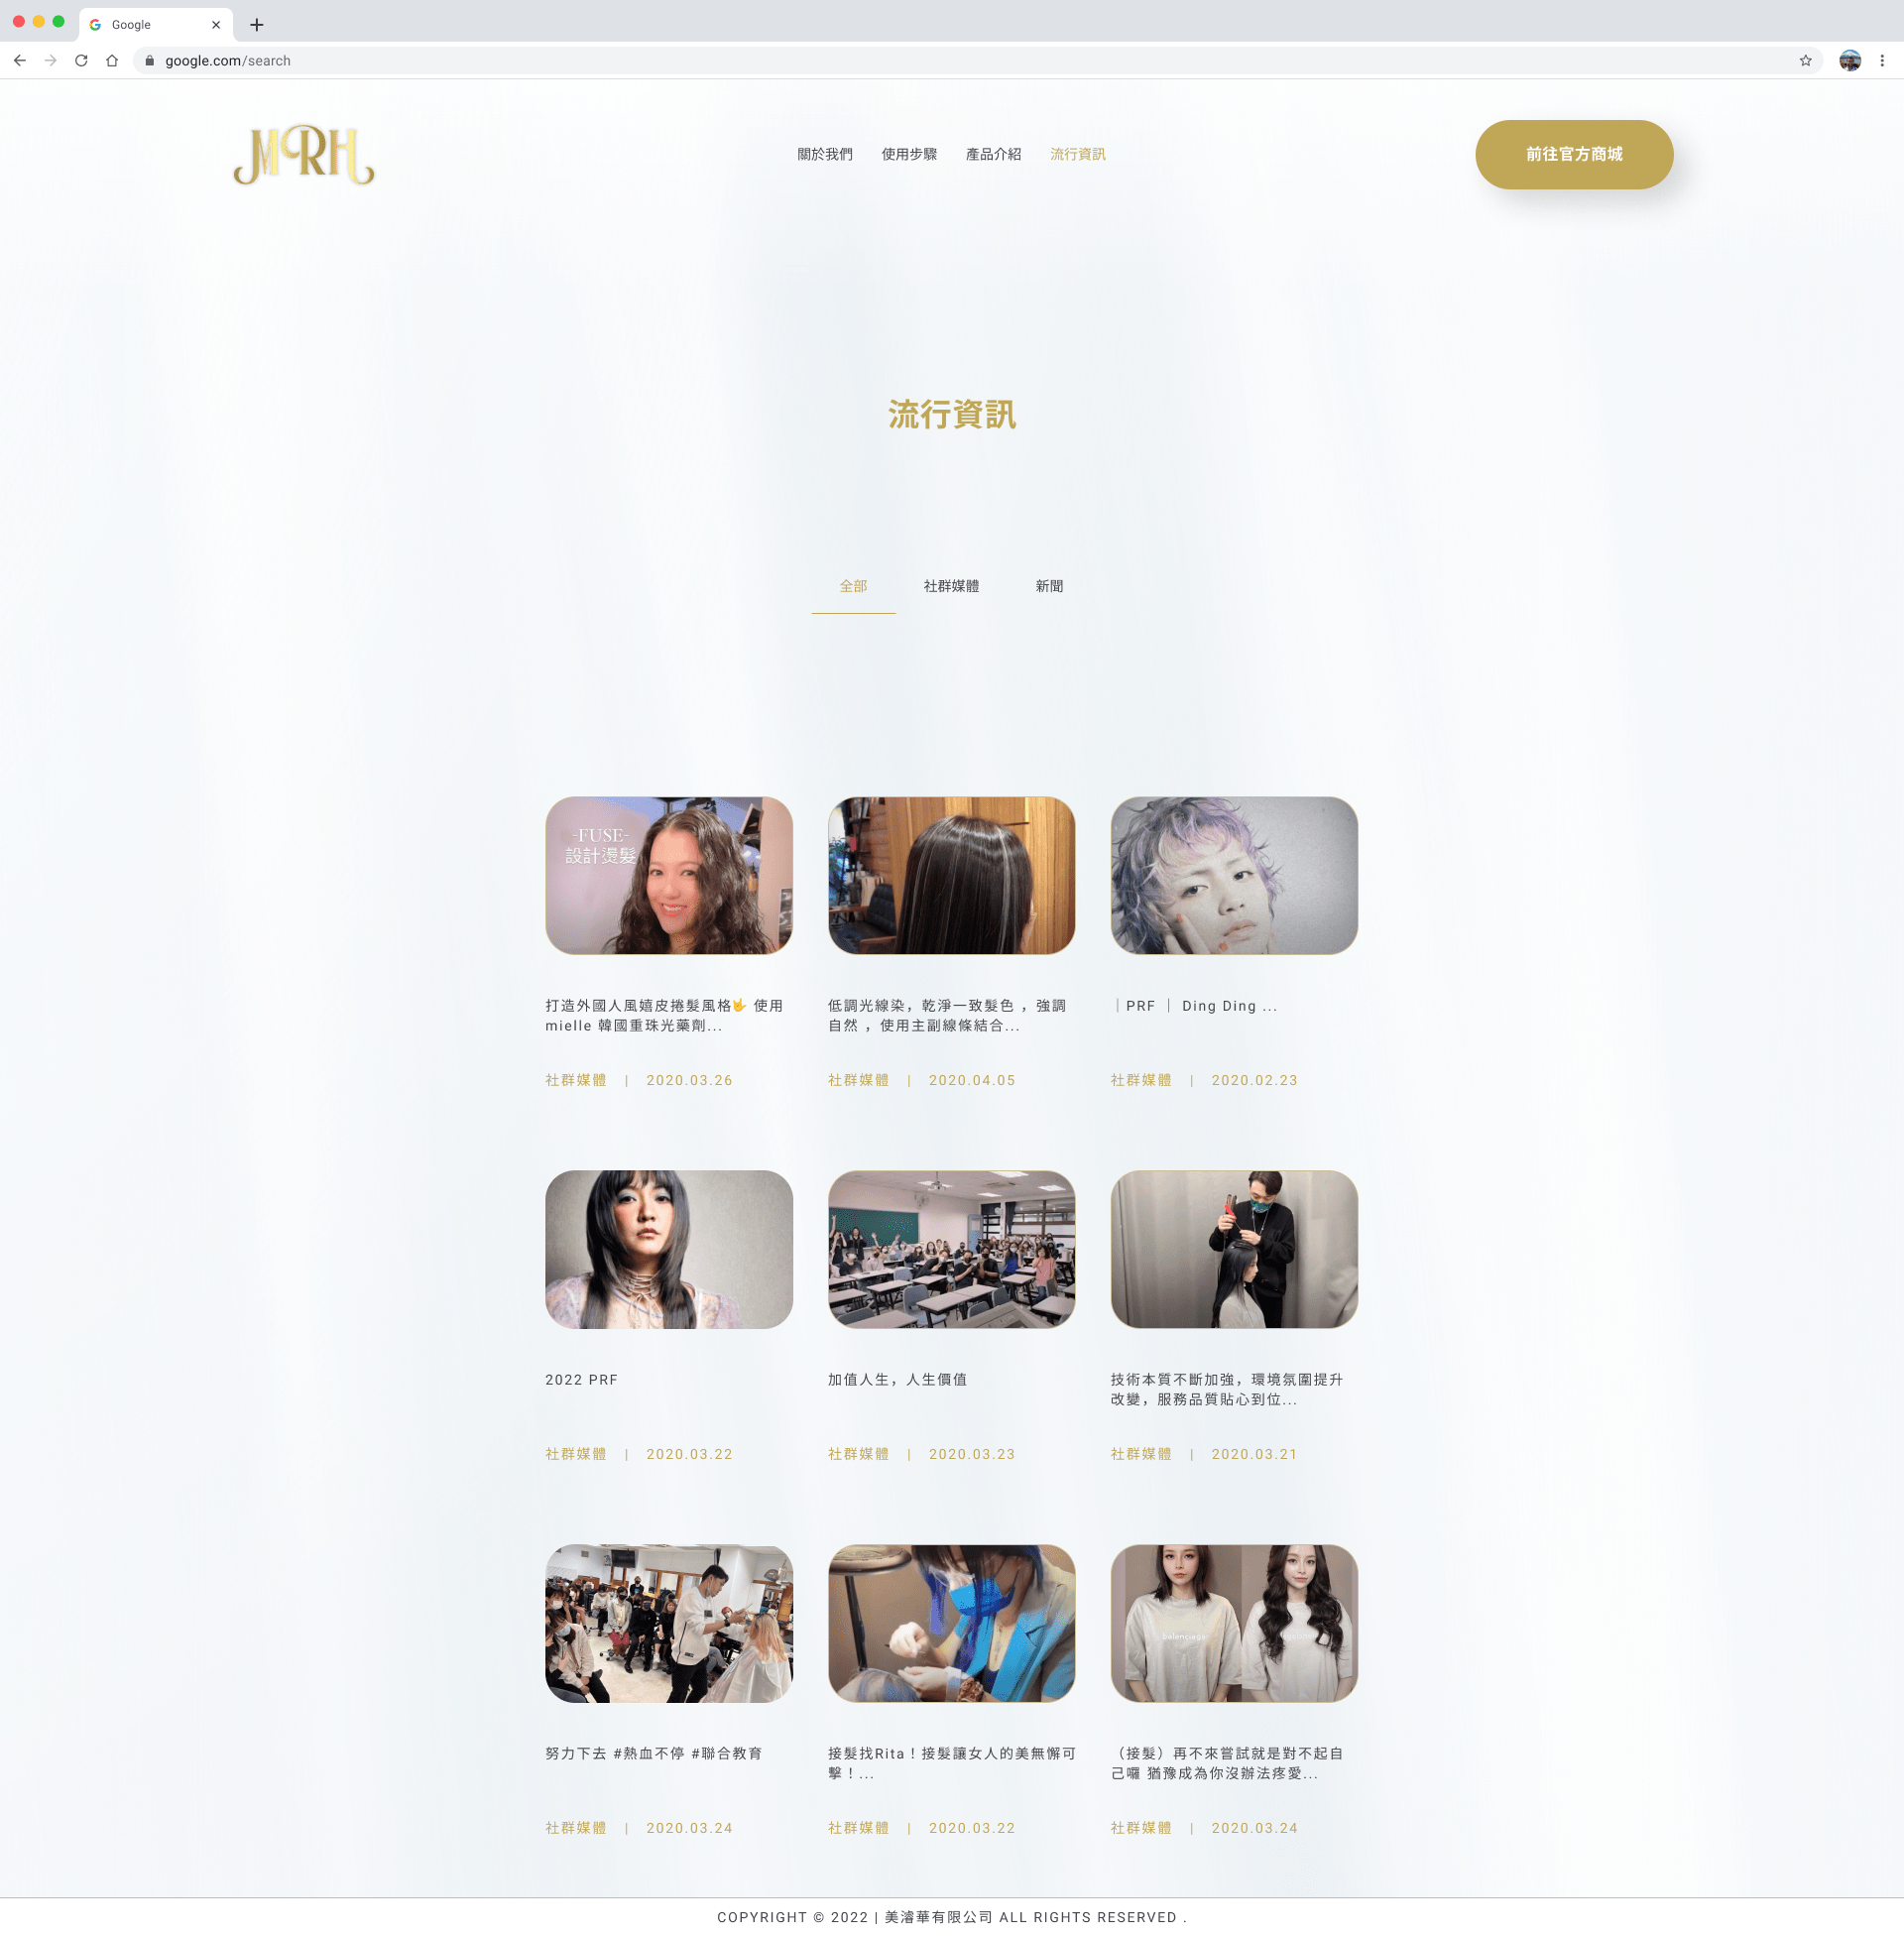 Google
google.com/search
MRH
關於我們 使用步驟 產品介紹 流行資訊
前往官方商城
流行資訊
全部 社群媒體 新聞
-FUSE-
設計燙髮
打造外國人風嬉皮捲髮風格🤟 使用
mielle 韓國重珠光藥劑...
社群媒體 | 2020.03.26
低調光線染，乾淨一致髮色 ，強調
自然 ，使用主副線條結合...
社群媒體 | 2020.04.05
｜PRF ｜ Ding Ding ...
社群媒體 | 2020.02.23
2022 PRF
社群媒體 | 2020.03.22
加值人生，人生價值
社群媒體 | 2020.03.23
技術本質不斷加強，環境氛圍提升
改變，服務品質貼心到位...
社群媒體 | 2020.03.21
balenciaga
努力下去 #熱血不停 #聯合教育
社群媒體 | 2020.03.24
接髮找Rita！接髮讓女人的美無懈可
擊！...
社群媒體 | 2020.03.22
（接髮）再不來嘗試就是對不起自
己囉 猶豫成為你沒辦法疼愛...
社群媒體 | 2020.03.24
COPYRIGHT © 2022 | 美濬華有限公司 ALL RIGHTS RESERVED .